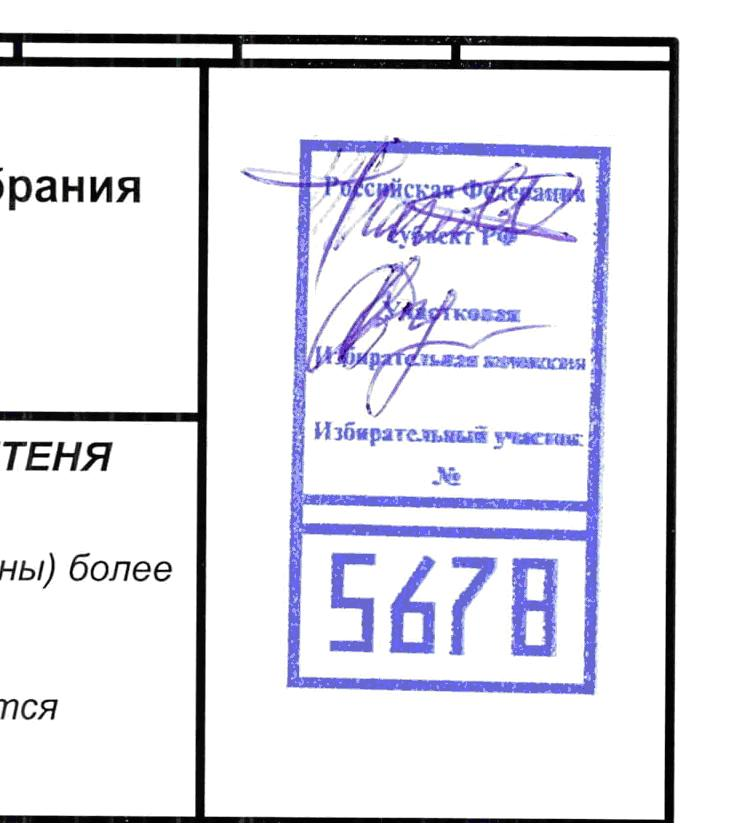 брания
ТЕНЯ
ны) более
тся
Российская Федерация
субъект РФ
Участковая
Избирательная комиссия
Избирательный участок
№
5678